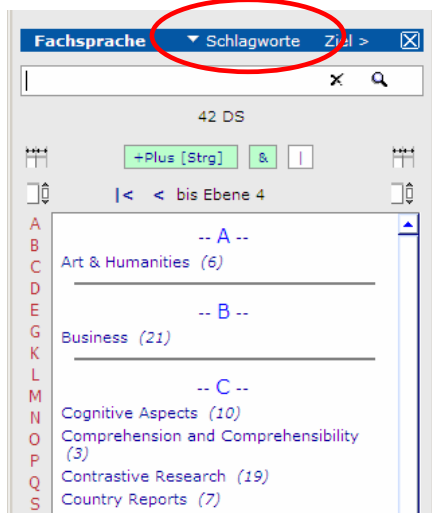 Fachsprache ▼ Schlagworte Ziel >
42 DS
+Plus [Strg] & |
|< < bis Ebene 4
A
B
C
D
E
G
K
L
M
N
O
P
Q
S
-- A --
Art & Humanities (6)
-- B --
Business (21)
-- C --
Cognitive Aspects (10)
Comprehension and Comprehensibility
(3)
Contrastive Research (19)
Country Reports (7)